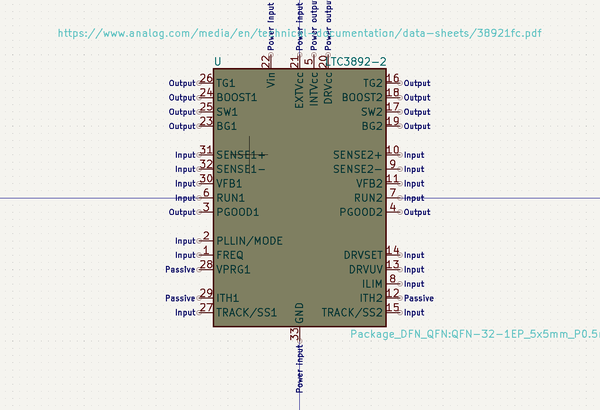 Power input
Power input
Power output
Power output
https://www.analog.com/media/en/technical-documentation/data-sheets/38921fc.pdf
22 21 5 20
U LTC3892-2
Vin EXTVcc INTVcc DRVcc
Output 26 TG1 TG2 16 Output
Output 24 BOOST1 BOOST2 18 Output
Output 25 SW1 SW2 17 Output
Output 23 BG1 BG2 19 Output
Input 31 SENSE1+ SENSE2+ 10 Input
Input 32 SENSE1- SENSE2- 9 Input
Input 30 VFB1 VFB2 11 Input
Input 6 RUN1 RUN2 7 Input
Output 3 PGOOD1 PGOOD2 4 Output
Input 2 PLLIN/MODE
Input 1 FREQ DRVSET 14 Input
Passive 28 VPRG1 DRVUV 13 Input
ILIM 8 Input
Passive 29 ITH1 ITH2 12 Passive
Input 27 TRACK/SS1 TRACK/SS2 15 Input
GND
33
Package_DFN_QFN:QFN-32-1EP_5x5mm_P0.5
Power input